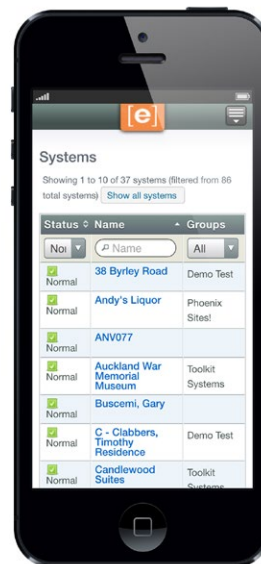 [e]
Systems
Showing 1 to 10 of 37 systems (filtered from 86
total systems) Show all systems
Status Name Groups
Nor Name All
Normal 38 Byrley Road Demo Test
Normal Andy's Liquor Phoenix
Sites!
Normal ANV077
Normal Auckland War
Memorial
Museum Toolkit
Systems
Normal Buscemi, Gary
Normal C - Clabbers,
Timothy
Residence Demo Test
Normal Candlewood
Suites Toolkit
Systems